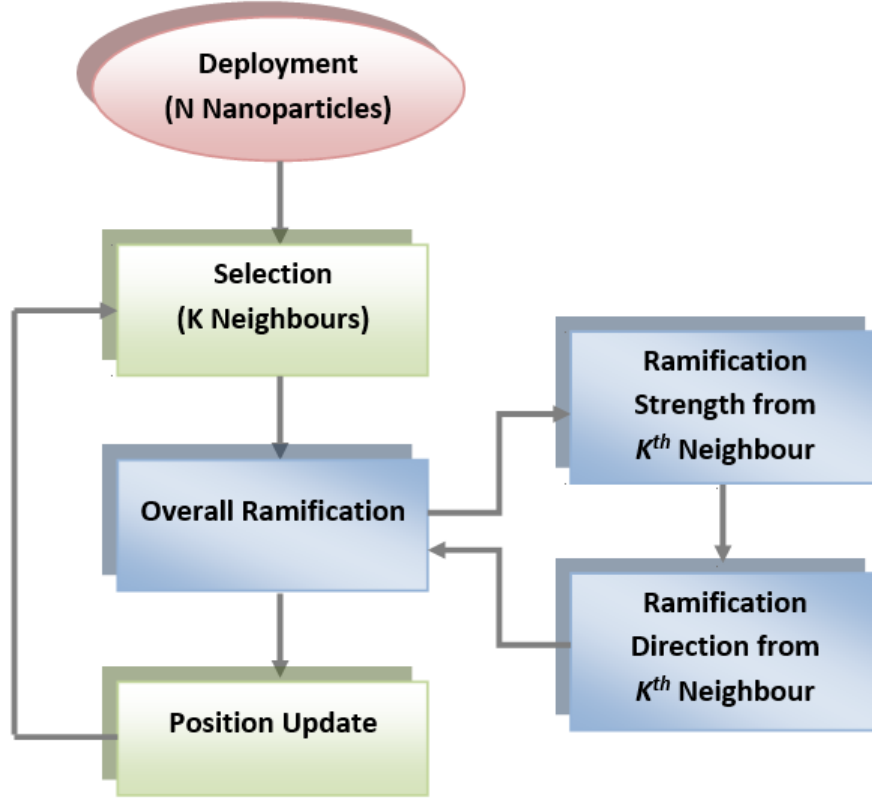 Deployment
(N Nanoparticles)
Selection
(K Neighbours)
Overall Ramification
Position Update
Ramification
Strength from
Kth Neighbour
Ramification
Direction from
Kth Neighbour